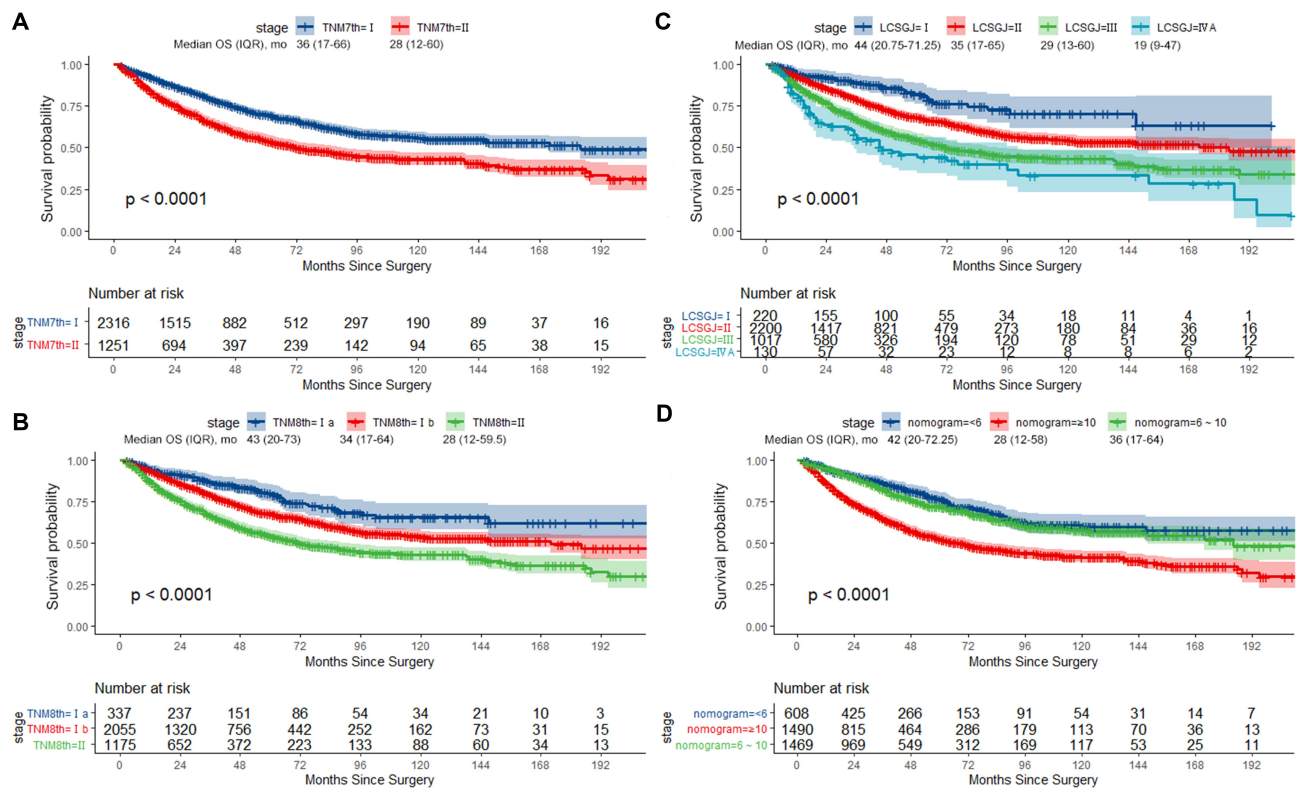 A
stage TNM7th= I TNM7th=II
Median OS (IQR), mo 36 (17-66) 28 (12-60)
Survival probability
1.00
0.75
0.50
0.25
0.00
p < 0.0001
0 24 48 72 96 120 144 168 192
Months Since Surgery
Number at risk
stage
TNM7th= I 2316 1515 882 512 297 190 89 37 16
TNM7th=II 1251 694 397 239 142 94 65 38 15
0 24 48 72 96 120 144 168 192
Months Since Surgery
B
stage TNM8th= I a TNM8th= I b TNM8th=II
Median OS (IQR), mo 43 (20-73) 34 (17-64) 28 (12-59.5)
Survival probability
1.00
0.75
0.50
0.25
0.00
p < 0.0001
0 24 48 72 96 120 144 168 192
Months Since Surgery
Number at risk
stage
TNM8th= I a 337 237 151 86 54 34 21 10 3
TNM8th= I b 2055 1320 756 442 252 162 73 31 15
TNM8th=II 1175 652 372 223 133 88 60 34 13
0 24 48 72 96 120 144 168 192
Months Since Surgery
C
stage LCSGJ= I LCSGJ=II LCSGJ=III LCSGJ=IVA
Median OS (IQR), mo 44 (20.75-71.25) 35 (17-65) 29 (13-60) 19 (9-47)
Survival probability
1.00
0.75
0.50
0.25
0.00
p < 0.0001
0 24 48 72 96 120 144 168 192
Months Since Surgery
Number at risk
stage
LCSGJ= I 220 155 100 55 34 18 11 4 1
LCSGJ=II 2200 1417 821 479 273 180 84 36 16
LCSGJ=III 1017 580 326 194 120 78 51 29 12
LCSGJ=IVA 130 57 32 23 12 8 8 6 2
0 24 48 72 96 120 144 168 192
Months Since Surgery
D
stage nomogram=<6 nomogram=≥10 nomogram=6 ~ 10
Median OS (IQR), mo 42 (20-72.25) 28 (12-58) 36 (17-64)
Survival probability
1.00
0.75
0.50
0.25
0.00
p < 0.0001
0 24 48 72 96 120 144 168 192
Months Since Surgery
Number at risk
stage
nomogram=<6 608 425 266 153 91 54 31 14 7
nomogram=≥10 1490 815 464 286 179 113 70 36 13
nomogram=6 ~ 10 1469 969 549 312 169 117 53 25 11
0 24 48 72 96 120 144 168 192
Months Since Surgery